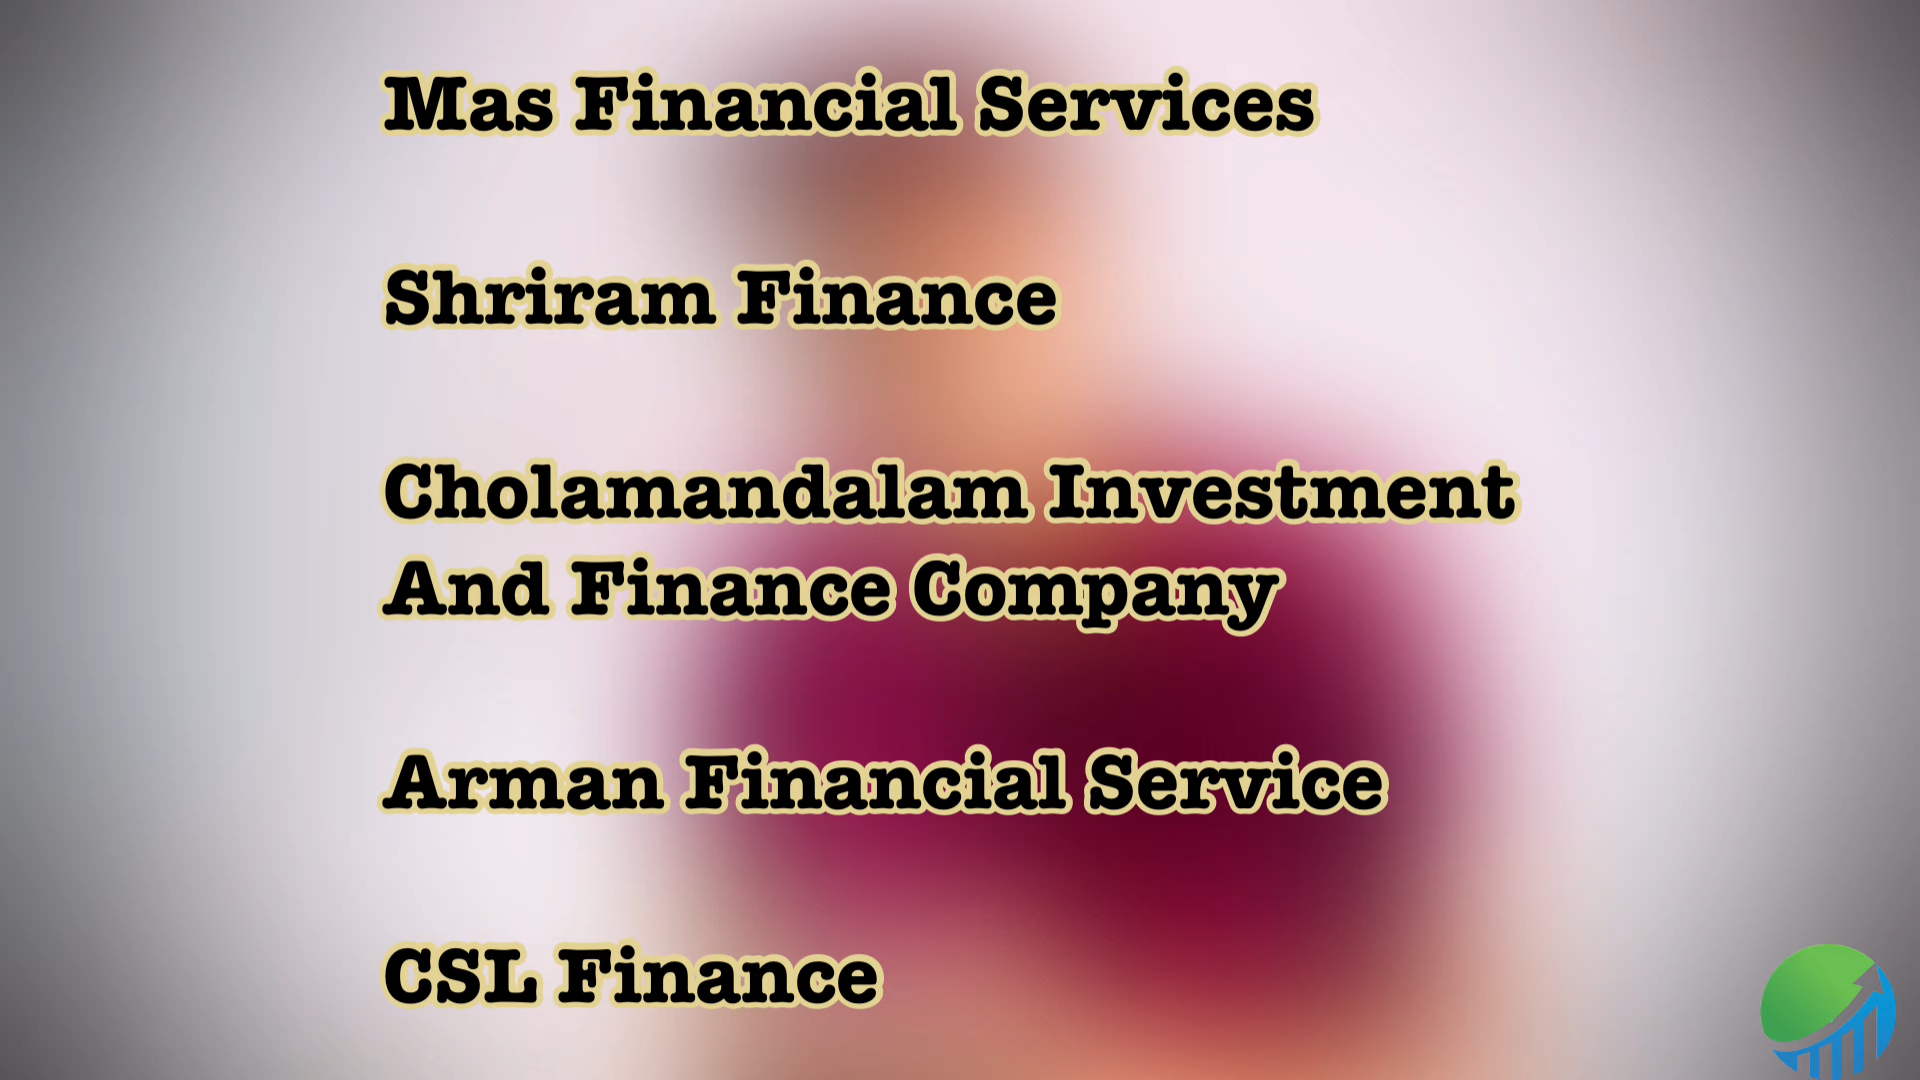 Mas Financial Services
Shriram Finance
Cholamandalam Investment
And Finance Company
Arman Financial Service
CSL Finance